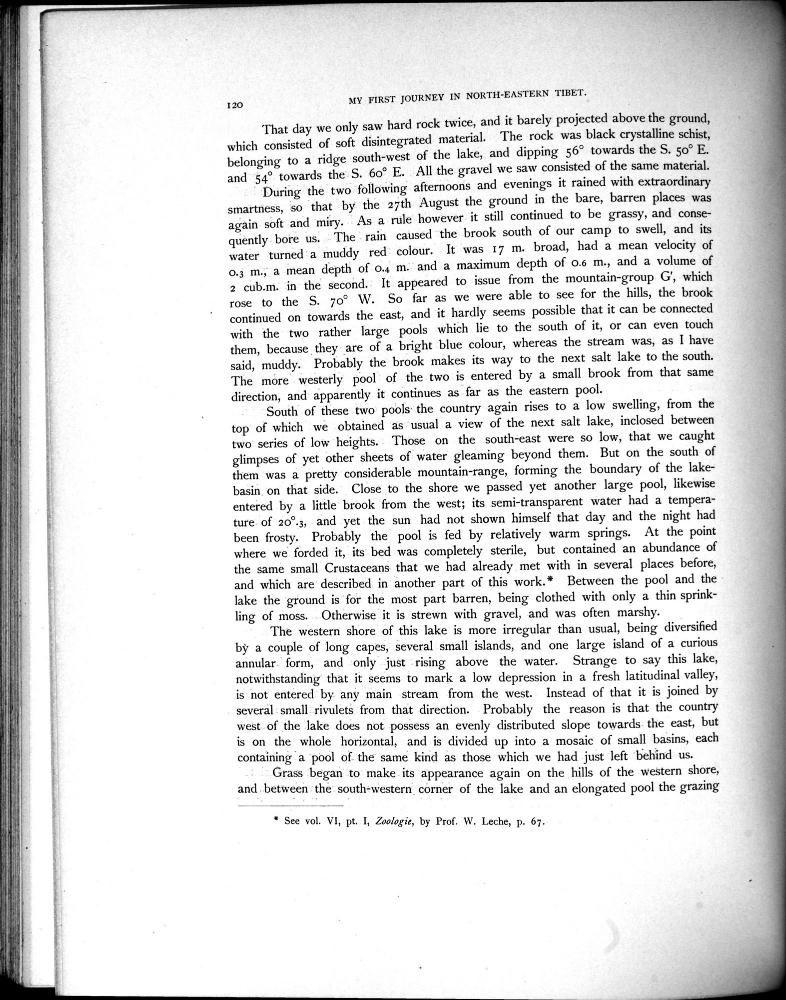 120
MY FIRST JOURNEY IN NORTH-EASTERN TIBET.
That day we only saw hard rock twice, and it barely projected above the ground,
which consisted of soft disintegrated material. The rock was black crystalline schist,
belonging to a ridge south-west of the lake, and dipping 56° towards the S. 50° E.
and 54° towards the S. 60° E. All the gravel we saw consisted of the same material.
During the two following afternoons and evenings it rained with extraordinary
smartness, so that by the 27th August the ground in the bare, barren places was
again soft and miry. As a rule however it still continued to be grassy, and conse-
quently bore us. The rain caused the brook south of our camp to swell, and its
water turned a muddy red colour. It was 17 m. broad, had a mean velocity of
0.3 m., a mean depth of 0.4 m. and a maximum depth of 0.6 m., and a volume of
2 cub.m. in the second. It appeared to issue from the mountain-group G', which
rose to the S. 70° W. So far as we were able to see for the hills, the brook
continued on towards the east, and it hardly seems possible that it can be connected
with the two rather large pools which lie to the south of it, or can even touch
them, because they are of a bright blue colour, whereas the stream was, as I have
said, muddy. Probably the brook makes its way to the next salt lake to the south.
The more westerly pool of the two is entered by a small brook from that same
direction, and apparently it continues as far as the eastern pool.
South of these two pools the country again rises to a low swelling, from the
top of which we obtained as usual a view of the next salt lake, inclosed between
two series of low heights. Those on the south-east were so low, that we caught
glimpses of yet other sheets of water gleaming beyond them. But on the south of
them was a pretty considerable mountain-range, forming the boundary of the lake-
basin on that side. Close to the shore we passed yet another large pool, likewise
entered by a little brook from the west; its semi-transparent water had a tempera-
ture of 20°.3, and yet the sun had not shown himself that day and the night had
been frosty. Probably the pool is fed by relatively warm springs. At the point
where we forded it, its bed was completely sterile, but contained an abundance of
the same small Crustaceans that we had already met with in several places before,
and which are described in another part of this work.* Between the pool and the
lake the ground is for the most part barren, being clothed with only a thin sprink-
ling of moss. Otherwise it is strewn with gravel, and was often marshy.
The western shore of this lake is more irregular than usual, being diversified
by a couple of long capes, several small islands, and one large island of a curious
annular form, and only just rising above the water. Strange to say this lake,
notwithstanding that it seems to mark a low depression in a fresh latitudinal valley,
is not entered by any main stream from the west. Instead of that it is joined by
several small rivulets from that direction. Probably the reason is that the country
west of the lake does not possess an evenly distributed slope towards the east, but
is on the whole horizontal, and is divided up into a mosaic of small basins, each
containing a pool of the same kind as those which we had just left behind us.
Grass began to make its appearance again on the hills of the western shore,
and between the south-western corner of the lake and an elongated pool the grazing
* See vol. VI, pt. I, Zoologie, by Prof. W. Leche, p. 67.